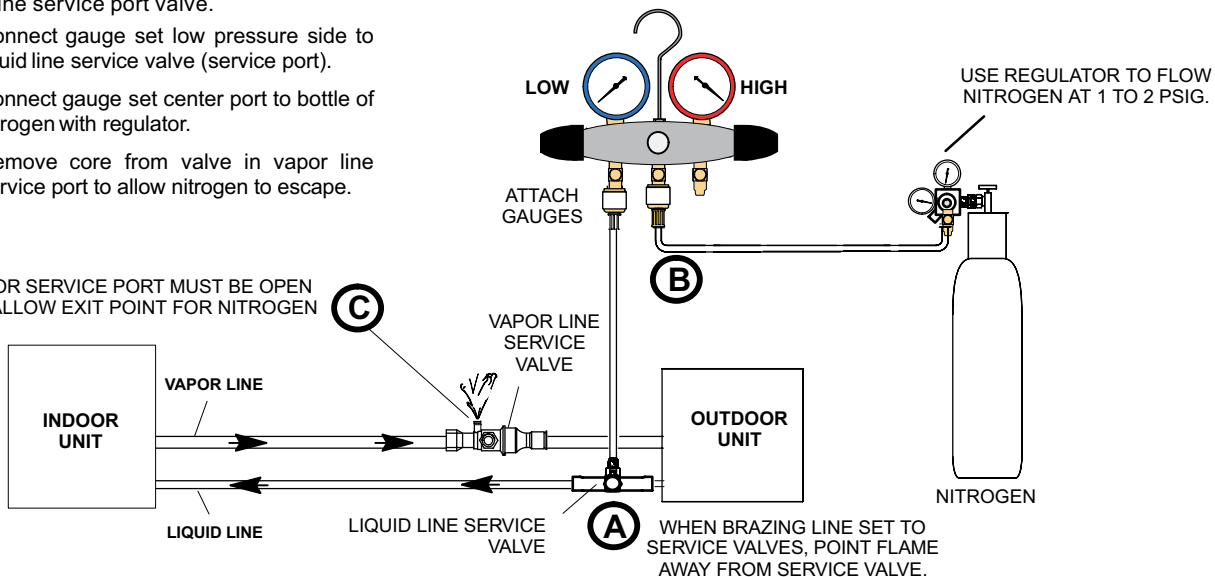 ine service port valve.
onnect gauge set low pressure side to
uid line service valve (service port).
onnect gauge set center port to bottle of
rogen with regulator.
emove core from valve in vapor line
ervice port to allow nitrogen to escape.
LOW
HIGH
USE REGULATOR TO FLOW
NITROGEN AT 1 TO 2 PSIG.
ATTACH
GAUGES
B
OR SERVICE PORT MUST BE OPEN
ALLOW EXIT POINT FOR NITROGEN
C
VAPOR LINE
SERVICE
VALVE
VAPOR LINE
INDOOR
UNIT
OUTDOOR
UNIT
NITROGEN
LIQUID LINE
LIQUID LINE SERVICE
VALVE
A
WHEN BRAZING LINE SET TO
SERVICE VALVES, POINT FLAME
AWAY FROM SERVICE VALVE.